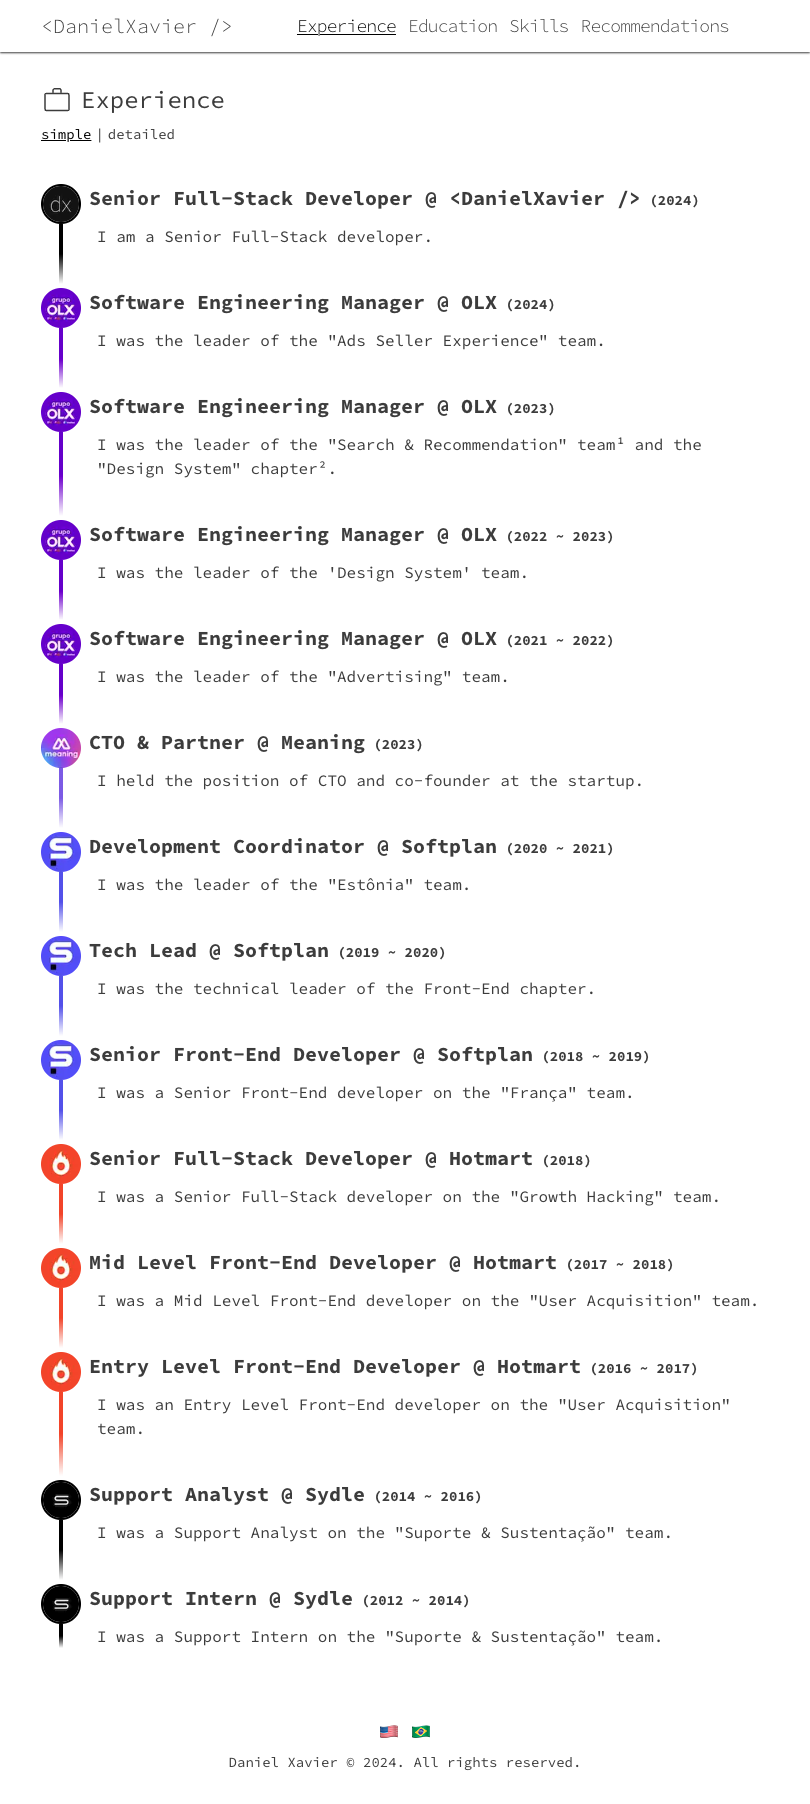 <DanielXavier />
Experience Education Skills Recommendations
Experience
simple | detailed
dx
Senior Full-Stack Developer @ <DanielXavier /> (2024)
I am a Senior Full-Stack developer.
grupo
OLX
Software Engineering Manager @ OLX (2024)
I was the leader of the "Ads Seller Experience" team.
grupo
OLX
Software Engineering Manager @ OLX (2023)
I was the leader of the "Search & Recommendation" team¹ and the
"Design System" chapter².
grupo
OLX
Software Engineering Manager @ OLX (2022 ~ 2023)
I was the leader of the 'Design System' team.
grupo
OLX
Software Engineering Manager @ OLX (2021 ~ 2022)
I was the leader of the "Advertising" team.
meaning
CTO & Partner @ Meaning (2023)
I held the position of CTO and co-founder at the startup.
Development Coordinator @ Softplan (2020 ~ 2021)
I was the leader of the "Estônia" team.
Tech Lead @ Softplan (2019 ~ 2020)
I was the technical leader of the Front-End chapter.
Senior Front-End Developer @ Softplan (2018 ~ 2019)
I was a Senior Front-End developer on the "França" team.
Senior Full-Stack Developer @ Hotmart (2018)
I was a Senior Full-Stack developer on the "Growth Hacking" team.
Mid Level Front-End Developer @ Hotmart (2017 ~ 2018)
I was a Mid Level Front-End developer on the "User Acquisition" team.
Entry Level Front-End Developer @ Hotmart (2016 ~ 2017)
I was an Entry Level Front-End developer on the "User Acquisition"
team.
Support Analyst @ Sydle (2014 ~ 2016)
I was a Support Analyst on the "Suporte & Sustentação" team.
Support Intern @ Sydle (2012 ~ 2014)
I was a Support Intern on the "Suporte & Sustentação" team.
Daniel Xavier © 2024. All rights reserved.